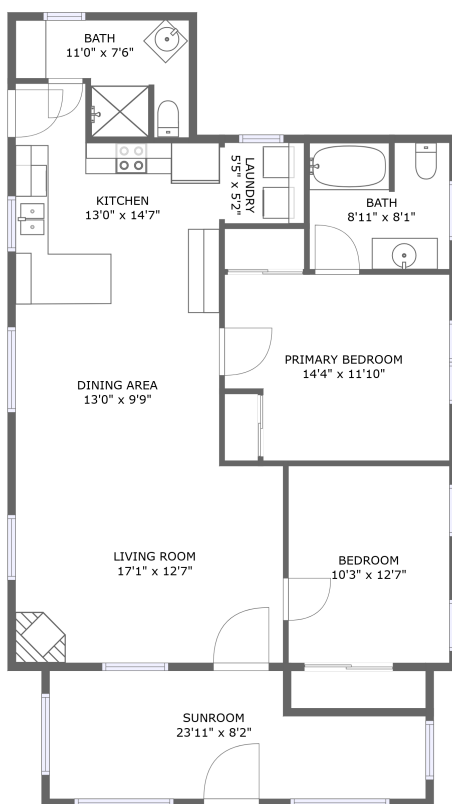 BATH
11'0" x 7'6"
KITCHEN
13'0" x 14'7"
LAUNDRY
5'5" x 5'2"
BATH
8'11" x 8'1"
PRIMARY BEDROOM
14'4" x 11'10"
DINING AREA
13'0" x 9'9"
LIVING ROOM
17'1" x 12'7"
BEDROOM
10'3" x 12'7"
SUNROOM
23'11" x 8'2"